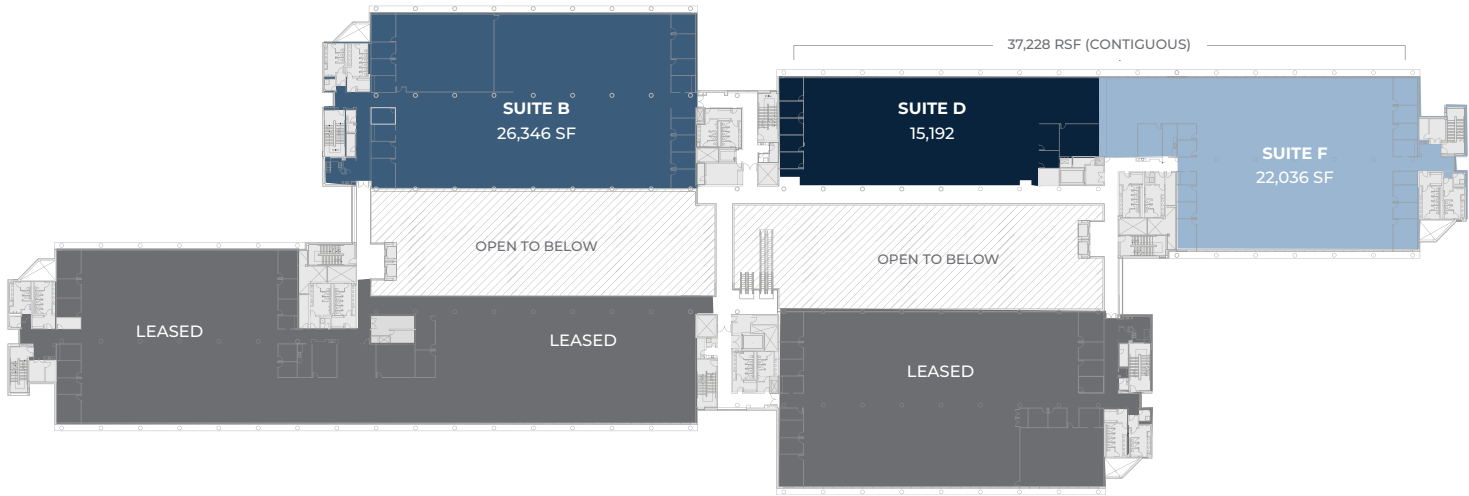 37,228 RSF (CONTIGUOUS)
SUITE B
26,346 SF
SUITE D
15,192
SUITE F
22,036 SF
OPEN TO BELOW
OPEN TO BELOW
LEASED
LEASED
LEASED